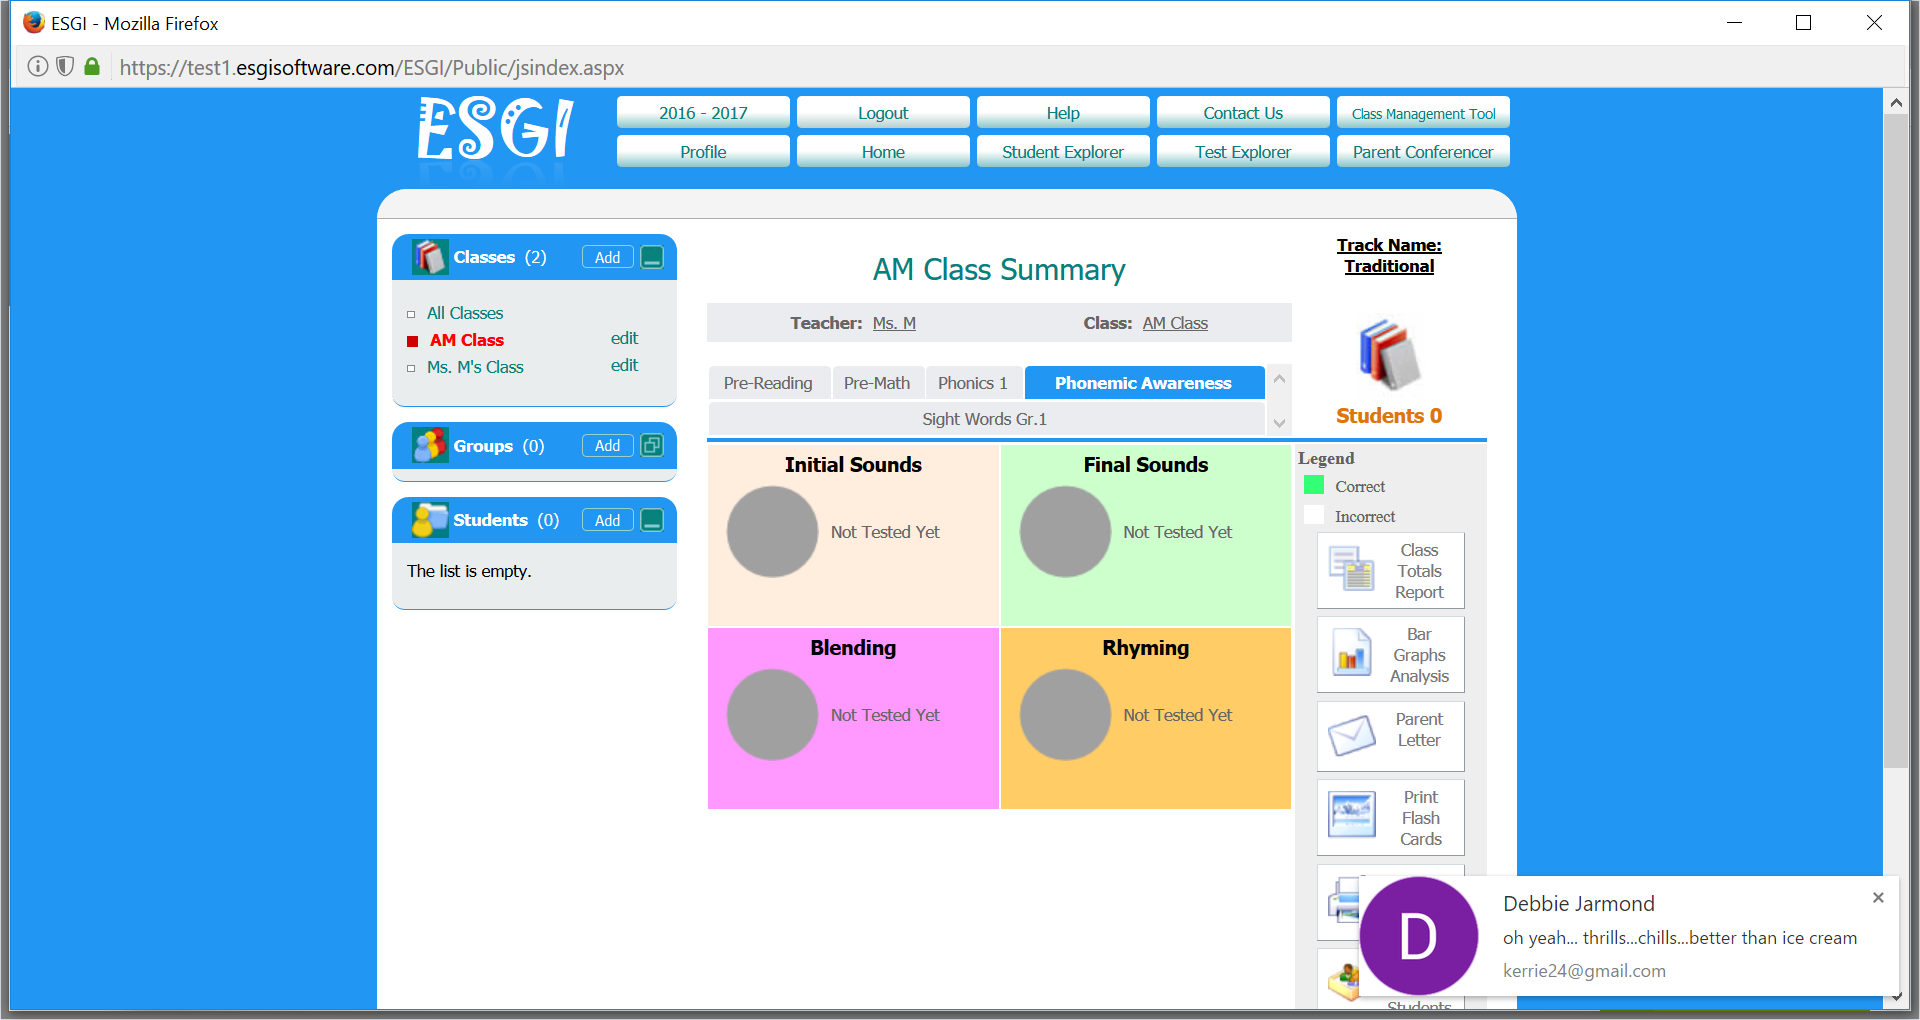 ESGI - Mozilla Firefox
https://test1.esgisoftware.com/ESGI/Public/jsindex.aspx
ESGI
2016 - 2017
Logout
Help
Contact Us
Class Management Tool
Profile
Home
Student Explorer
Test Explorer
Parent Conferencer
Classes (2)
Add
All Classes
AM Class
edit
Ms. M's Class
edit
Groups (0)
Add
Students (0)
Add
The list is empty.
AM Class Summary
Teacher: Ms. M
Class: AM Class
Pre-Reading
Pre-Math
Phonics 1
Phonemic Awareness
Sight Words Gr.1
Initial Sounds
Not Tested Yet
Final Sounds
Not Tested Yet
Blending
Not Tested Yet
Rhyming
Not Tested Yet
Track Name:
Traditional
Students 0
Legend
Correct
Incorrect
Class
Totals
Report
Bar
Graphs
Analysis
Parent
Letter
Print
Flash
Cards
Students
D
Debbie Jarmond
oh yeah... thrills...chills...better than ice cream
kerrie24@gmail.com